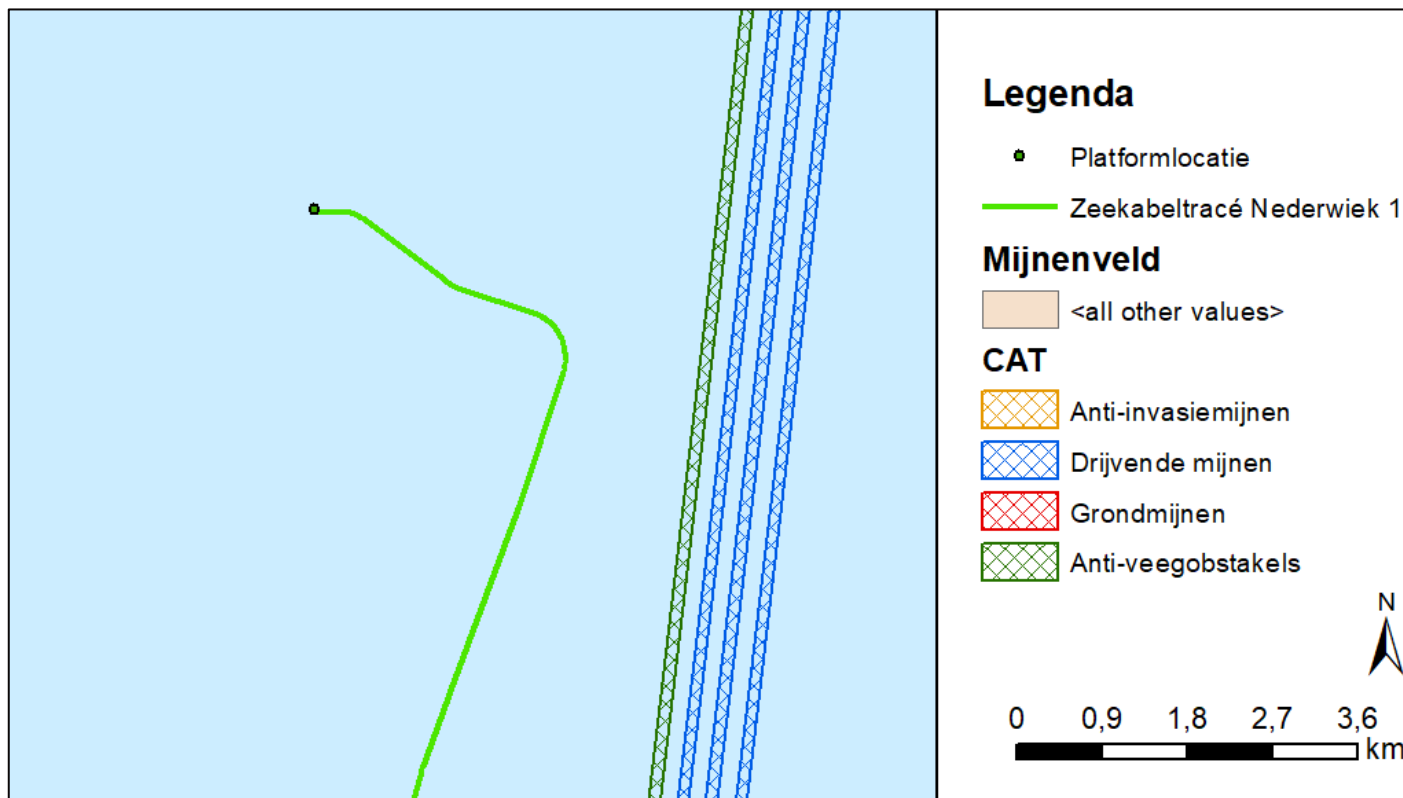 Legenda
Platformlocatie
Zeekabeltracé Nederwiek 1
Mijnenveld
<all other values>
CAT
Anti-invasiemijnen
Drijvende mijnen
Grondmijnen
Anti-veegobstakels
N
0 0,9 1,8 2,7 3,6
km